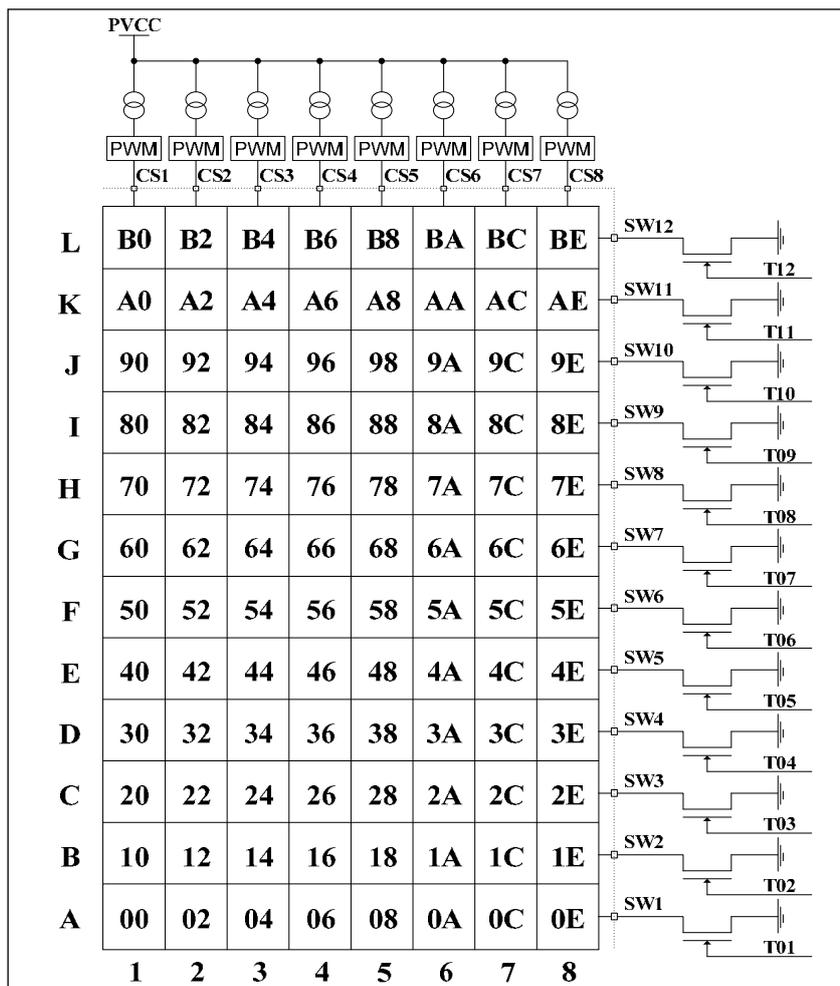 PVCC
PWM PWM PWM PWM PWM PWM PWM PWM
CS1 CS2 CS3 CS4 CS5 CS6 CS7 CS8
L B0 B2 B4 B6 B8 BA BC BE SW12
T12
K A0 A2 A4 A6 A8 AA AC AE SW11
T11
J 90 92 94 96 98 9A 9C 9E SW10
T10
I 80 82 84 86 88 8A 8C 8E SW9
T09
H 70 72 74 76 78 7A 7C 7E SW8
T08
G 60 62 64 66 68 6A 6C 6E SW7
T07
F 50 52 54 56 58 5A 5C 5E SW6
T06
E 40 42 44 46 48 4A 4C 4E SW5
T05
D 30 32 34 36 38 3A 3C 3E SW4
T04
C 20 22 24 26 28 2A 2C 2E SW3
T03
B 10 12 14 16 18 1A 1C 1E SW2
T02
A 00 02 04 06 08 0A 0C 0E SW1
T01
1 2 3 4 5 6 7 8